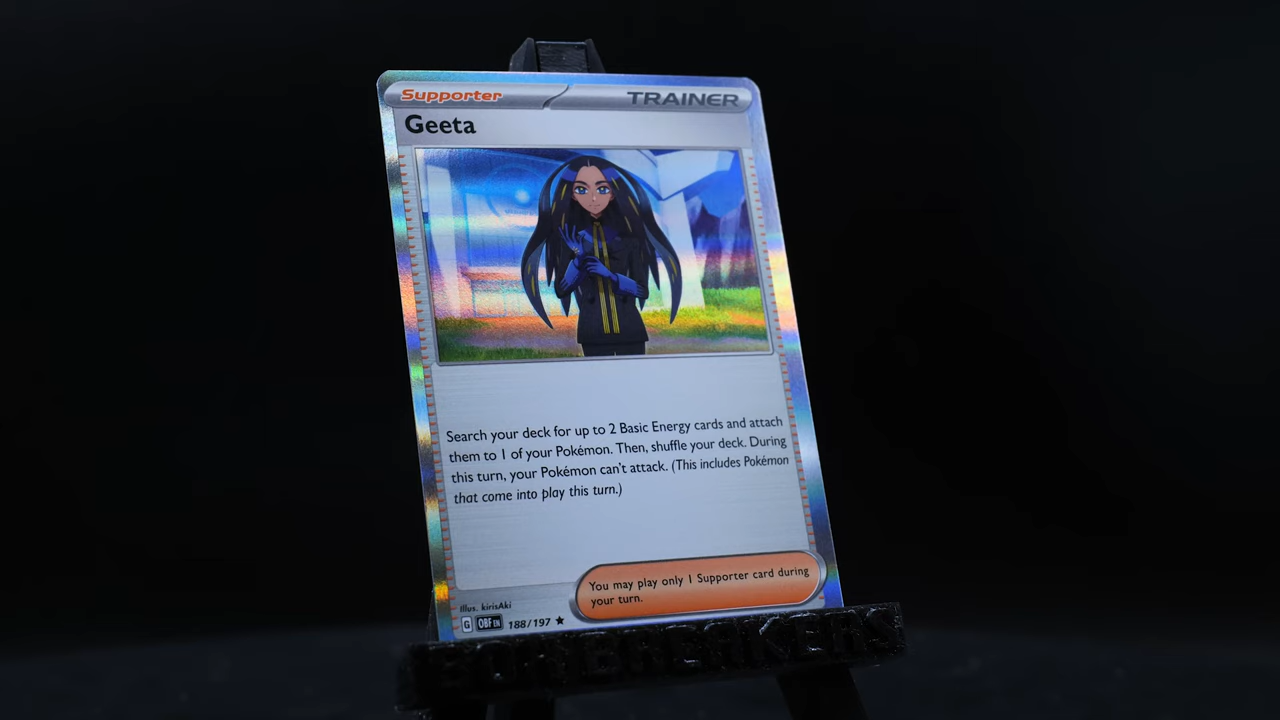 Supporter TRAINER
Geeta
Search your deck for up to 2 Basic Energy cards and attach
them to 1 of your Pokémon. Then, shuffle your deck. During
this turn, your Pokémon can't attack. (This includes Pokémon
that come into play this turn.)
You may play only 1 Supporter card during
your turn.
Illus. kirisAki
G OBF EN 188/197 ★